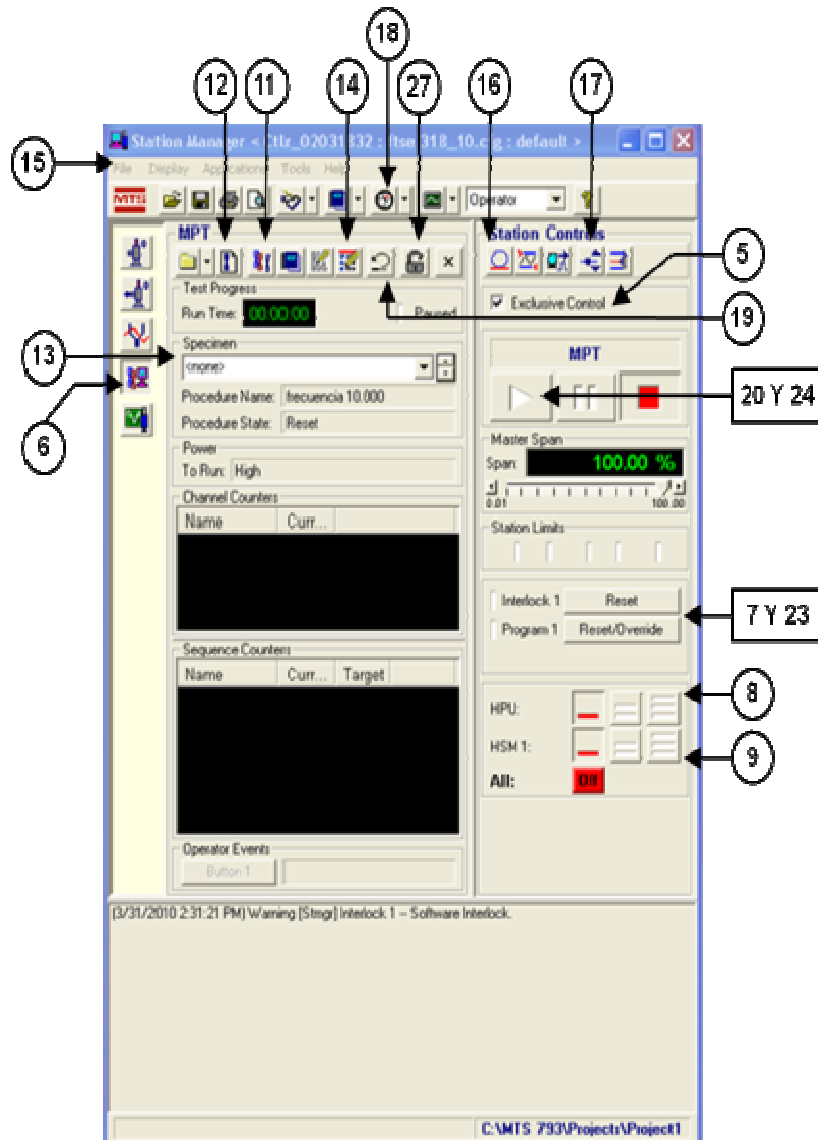 18
12
11
14
27
16
17
15
Station Manager < Ctlr_02031832 : ftse 318_10.cfg : default >
File Display Applications Tools Help
MTS
Operator
?
MPT
Station Controls
5
Test Progress
Run Time: 00:00:00
Paused
Exclusive Control
19
13
Specimen
<none>
MPT
Procedure Name: frecuencia 10.000
20 Y 24
6
Procedure State: Reset
Power
To Run: High
Master Span
Span: 100.00 %
0.01
100.00
Channel Counters
Name Curr...
Station Limits
Interlock 1 Reset
7 Y 23
Program 1 Reset/Override
Sequence Counters
Name Curr... Target
8
HPU:
HSM 1:
9
All: Off
Operator Events
Button 1
(3/31/2010 2:31:21 PM) Warning [Stmgr] Interlock 1 -- Software Interlock.
C:\MTS 793\Projects\Project1